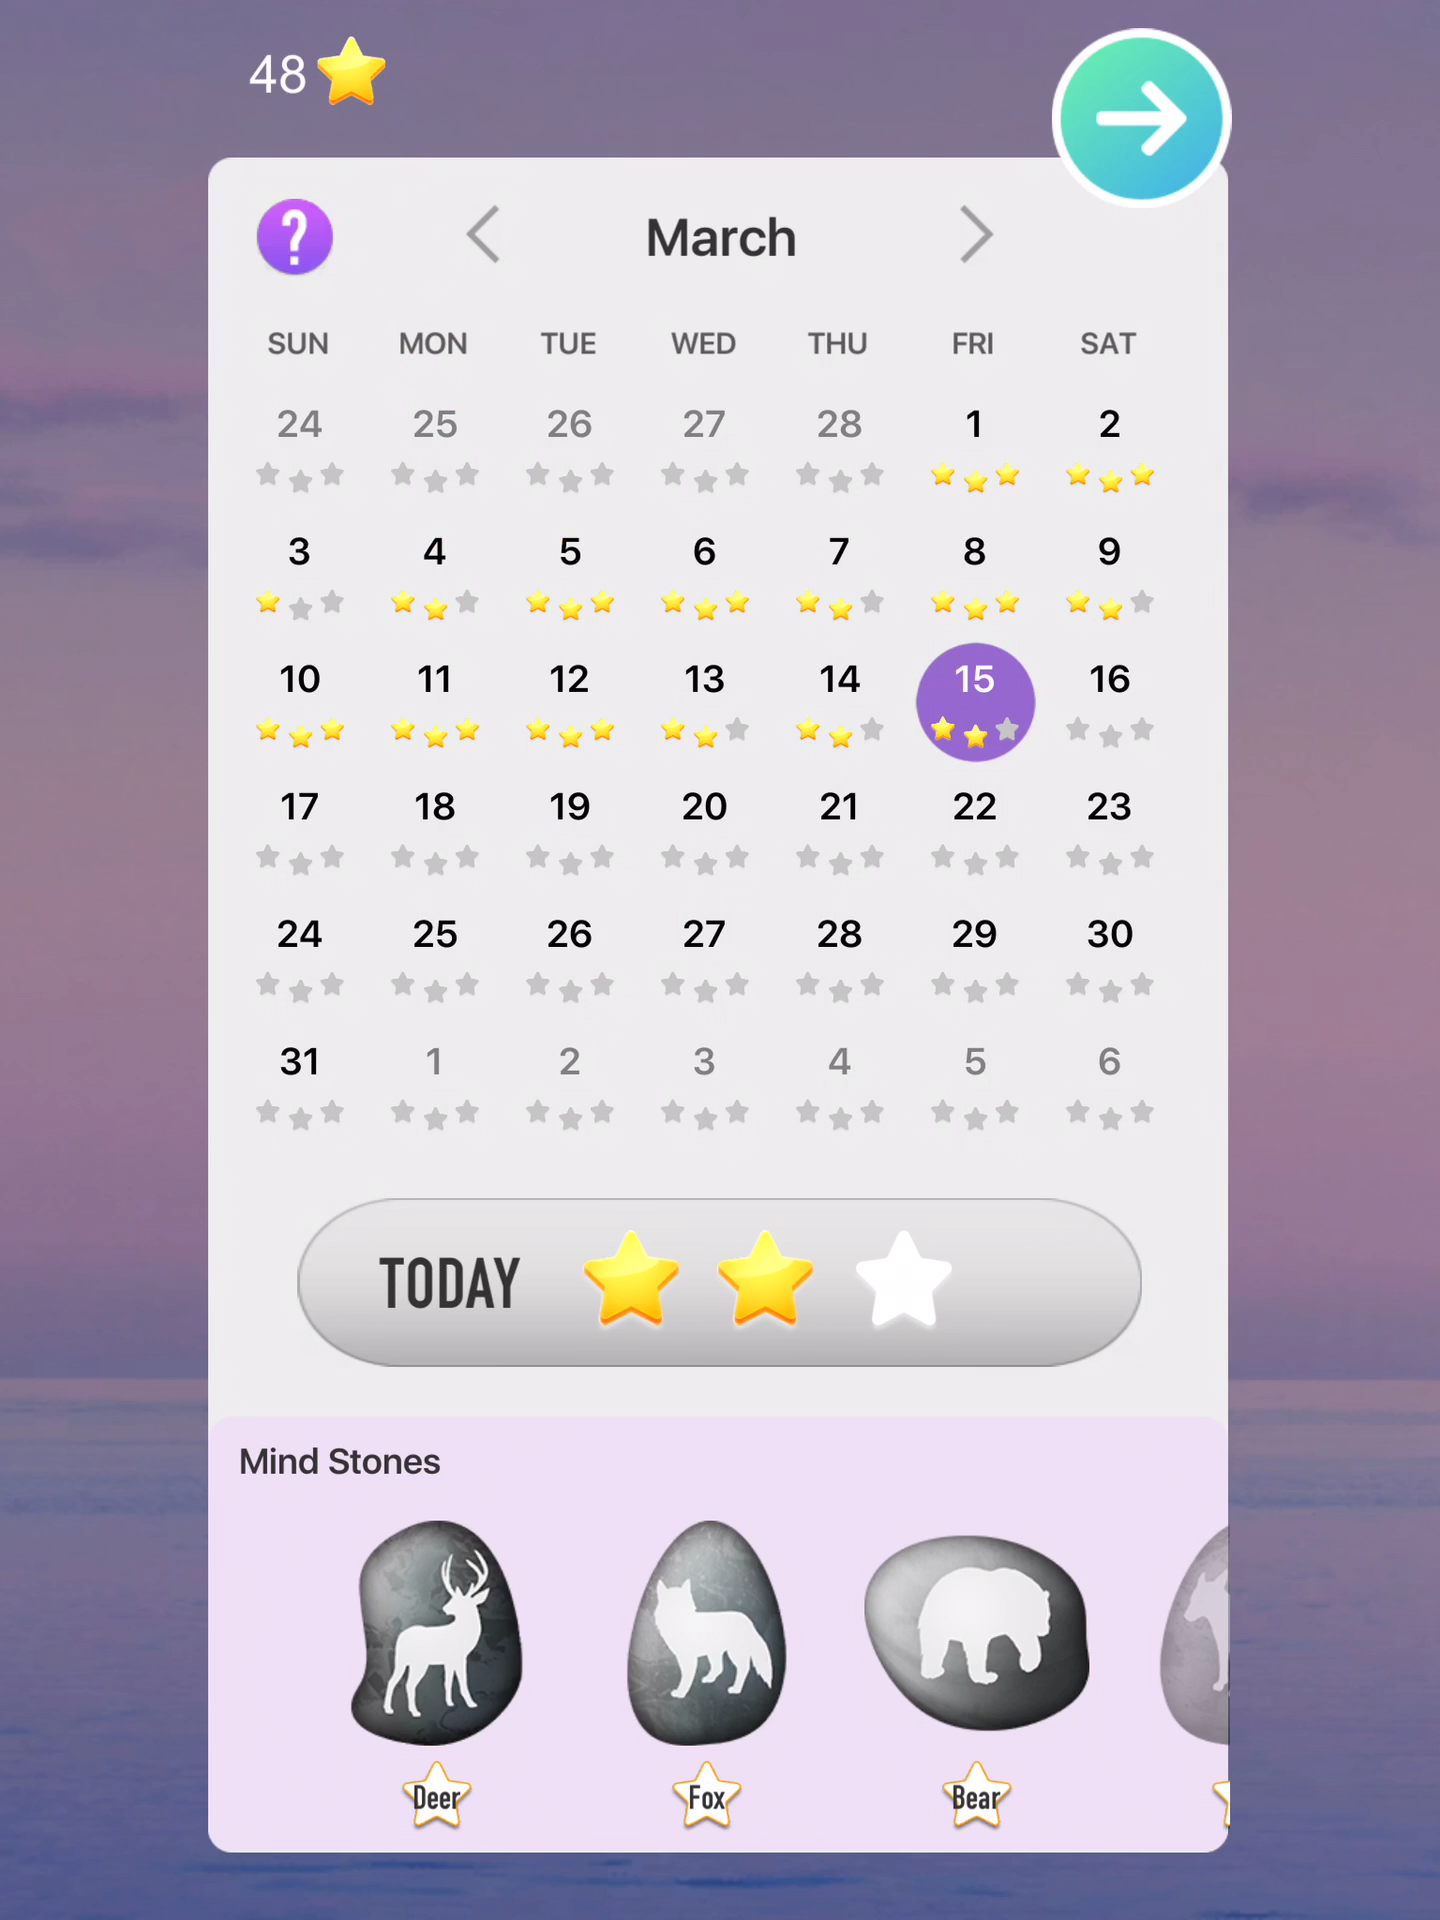 48
?
March
SUN MON TUE WED THU FRI SAT
24 25 26 27 28 1 2
3 4 5 6 7 8 9
10 11 12 13 14 15 16
17 18 19 20 21 22 23
24 25 26 27 28 29 30
31 1 2 3 4 5 6
TODAY
Mind Stones
Deer Fox Bear